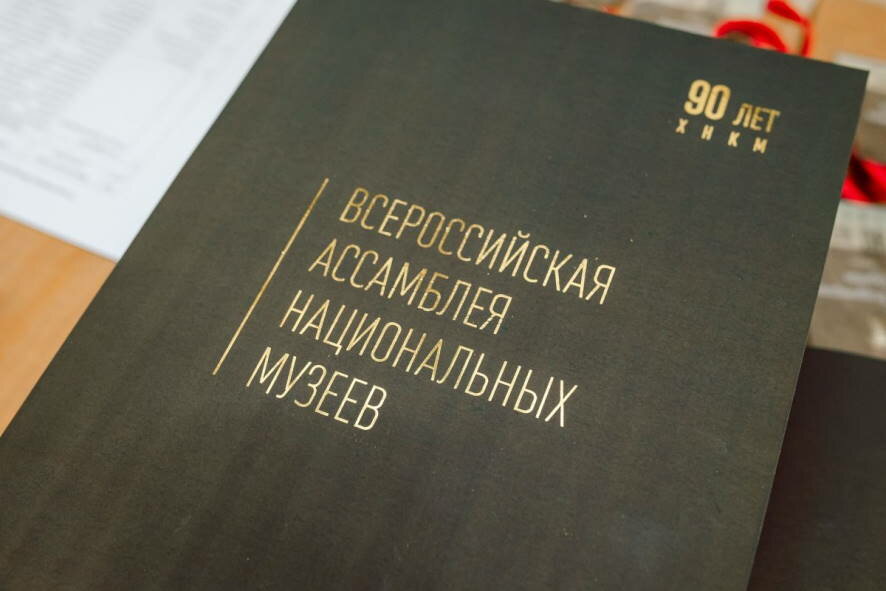 90 ЛЕТ
ХНКМ
ВСЕРОССИЙСКАЯ
АССАМБЛЕЯ
НАЦИОНАЛЬНЫХ
МУЗЕЕВ